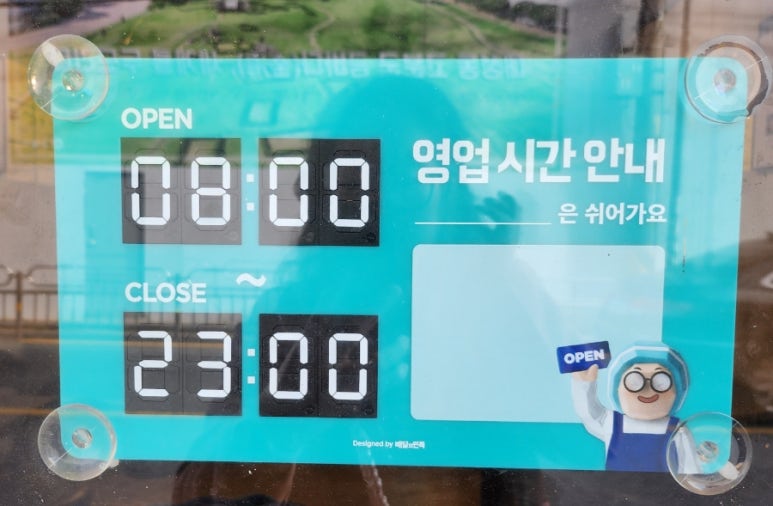 OPEN
08:00
~
CLOSE
23:00
영업 시간 안내
은 쉬어가요
OPEN
Designed by 배달의민족